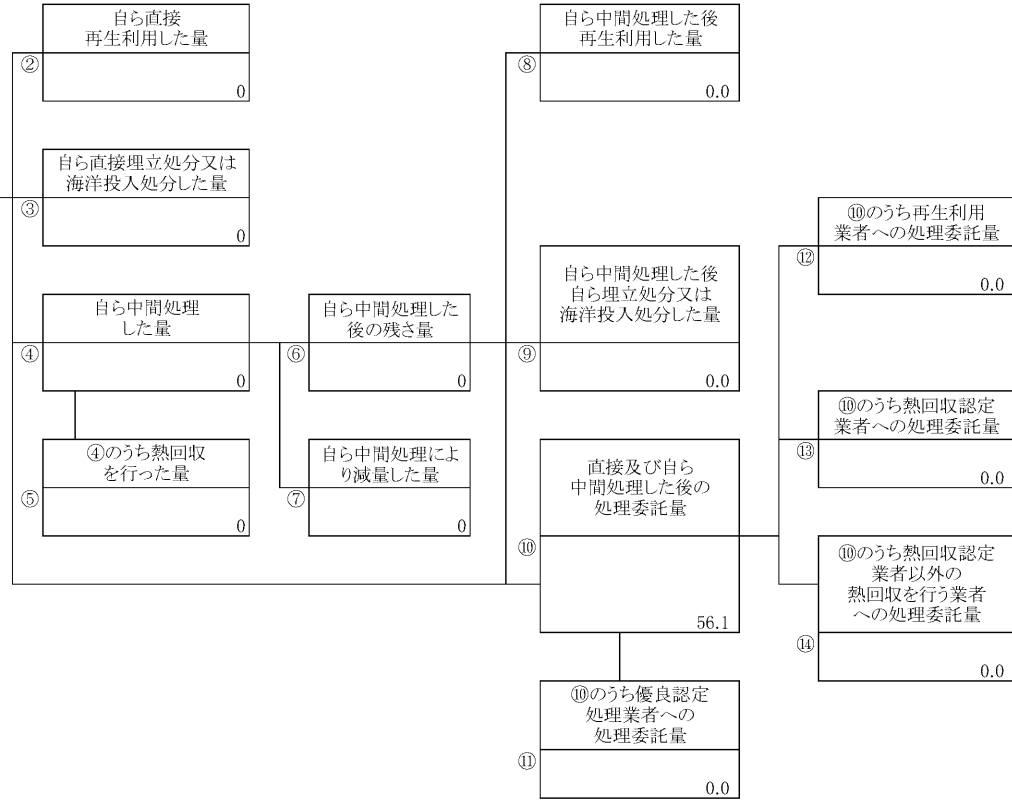 自ら直接
再生利用した量
②
0
自ら直接埋立処分又は
海洋投入処分した量
③
0
自ら中間処理
した量
④
0
④のうち熱回収
を行った量
⑤
0
自ら中間処理した
後の残さ量
⑥
0
自ら中間処理によ
り減量した量
⑦
0
自ら中間処理した後
再生利用した量
⑧
0.0
自ら中間処理した後
自ら埋立処分又は
海洋投入処分した量
⑨
0.0
直接及び自ら
中間処理した後の
処理委託量
⑩
56.1
⑩のうち優良認定
処理業者への
処理委託量
⑪
0.0
⑩のうち再生利用
業者への処理委託量
⑫
0.0
⑩のうち熱回収認定
業者への処理委託量
⑬
0.0
⑩のうち熱回収認定
業者以外の
熱回収を行う業者
への処理委託量
⑭
0.0